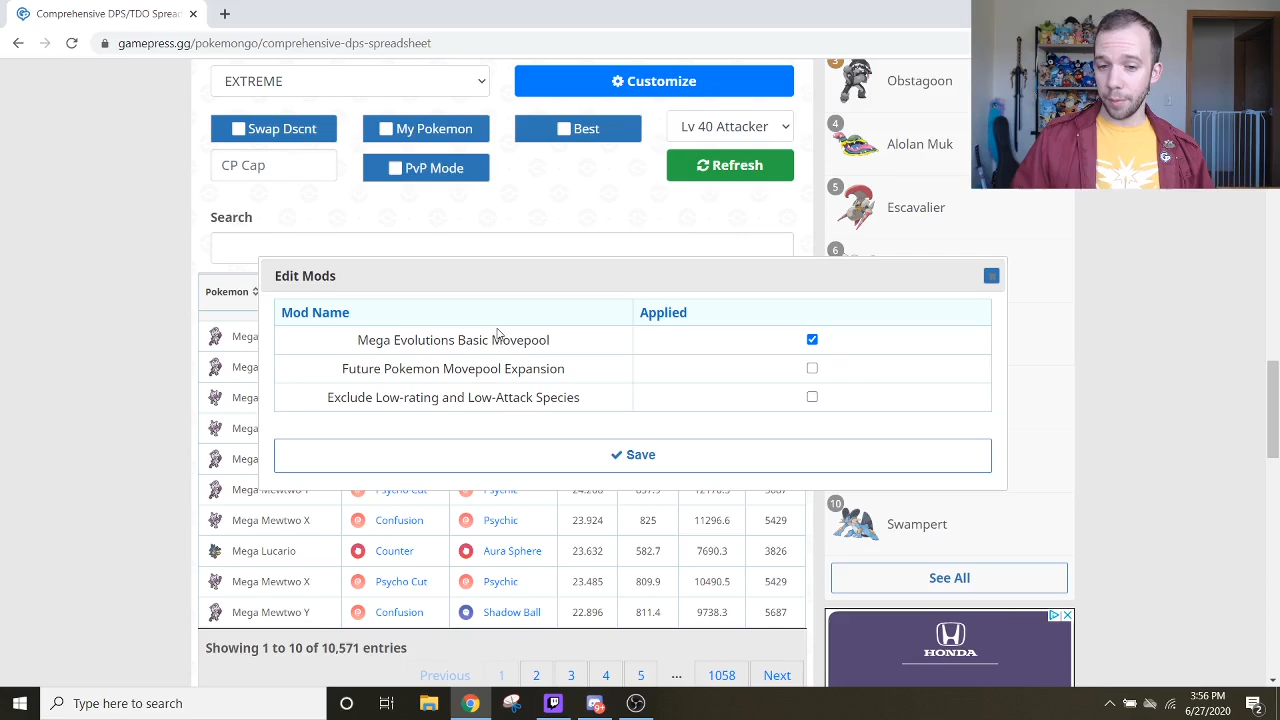 Comprehensive DPS/TDO Spread
gamepress.gg/pokemongo/comprehensive-dps-spreadsheet
EXTREME
Customize
Swap Dscnt
My Pokemon
Best
Lv 40 Attacker
CP Cap
PvP Mode
Refresh
Search
3
Obstagoon
4
Alolan Muk
5
Escavalier
6
Edit Mods
Mod Name
Applied
Mega Evolutions Basic Movepool
Future Pokemon Movepool Expansion
Exclude Low-rating and Low-Attack Species
Save
Pokemon
Mega
Mega
Mega
Mega
Mega
Mega Mewtwo X Confusion Psychic 23.924 825 11296.6 5429
Mega Lucario Counter Aura Sphere 23.632 582.7 7690.3 3826
Mega Mewtwo X Psycho Cut Psychic 23.485 809.9 10490.5 5429
Mega Mewtwo Y Confusion Shadow Ball 22.896 811.4 9738.3 5687
Showing 1 to 10 of 10,571 entries
Previous 1 2 3 4 5 ... 1058 Next
10
Swampert
See All
HONDA
Type here to search
3:56 PM
6/27/2020
2